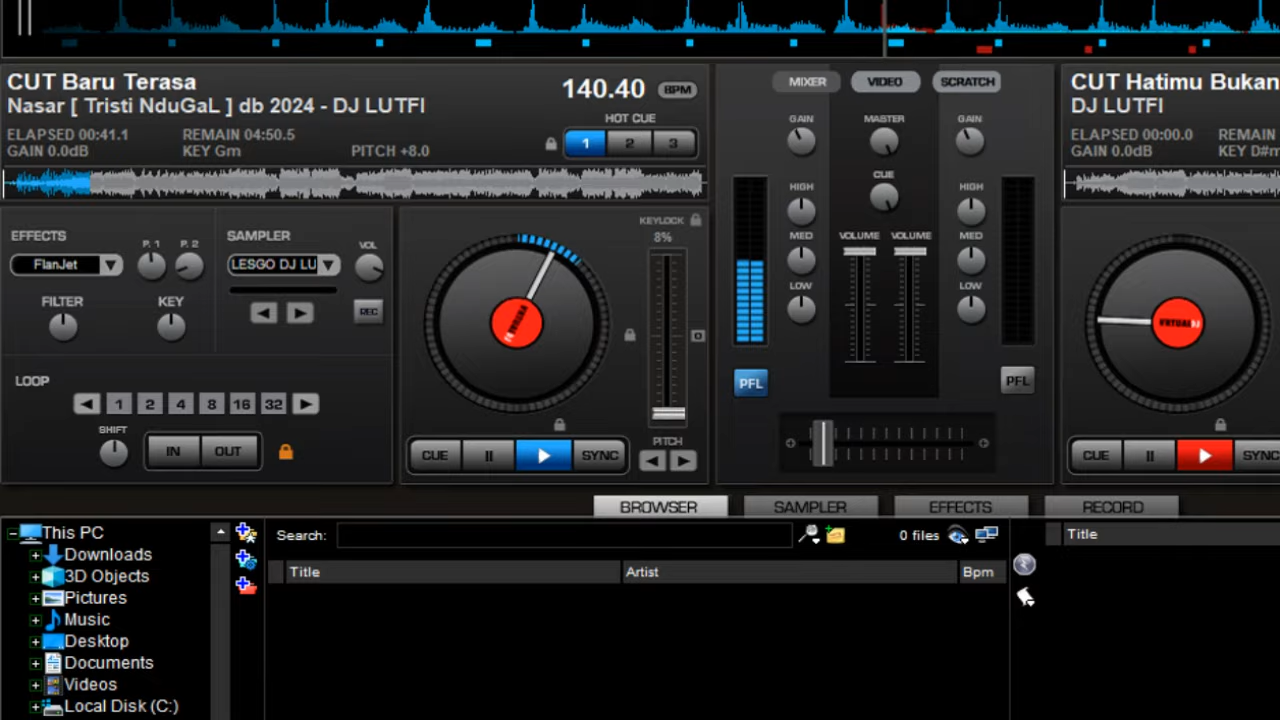 CUT Baru Terasa
Nasar [ Tristi NduGaL ] db 2024 - DJ LUTFI
140.40 BPM
ELAPSED 00:41.1 REMAIN 04:50.5
GAIN 0.0dB KEY Gm PITCH +8.0
HOT CUE
1 2 3
EFFECTS P. 1 P. 2
FlanJet
FILTER KEY
SAMPLER VOL
LESGO DJ LU
REC
LOOP
1 2 4 8 16 32
SHIFT
IN OUT
KEYLOCK
8%
CUE SYNC
PITCH
MIXER VIDEO SCRATCH
GAIN MASTER GAIN
HIGH CUE HIGH
MED VOLUME VOLUME MED
LOW LOW
PFL PFL
CUT Hatimu Bukan
DJ LUTFI
ELAPSED 00:00.0 REMAIN
GAIN 0.0dB KEY D#m
CUE SYNC
BROWSER SAMPLER EFFECTS RECORD
This PC
Downloads
3D Objects
Pictures
Music
Desktop
Documents
Videos
Local Disk (C:)
Search: 0 files
Title Artist Bpm
Title